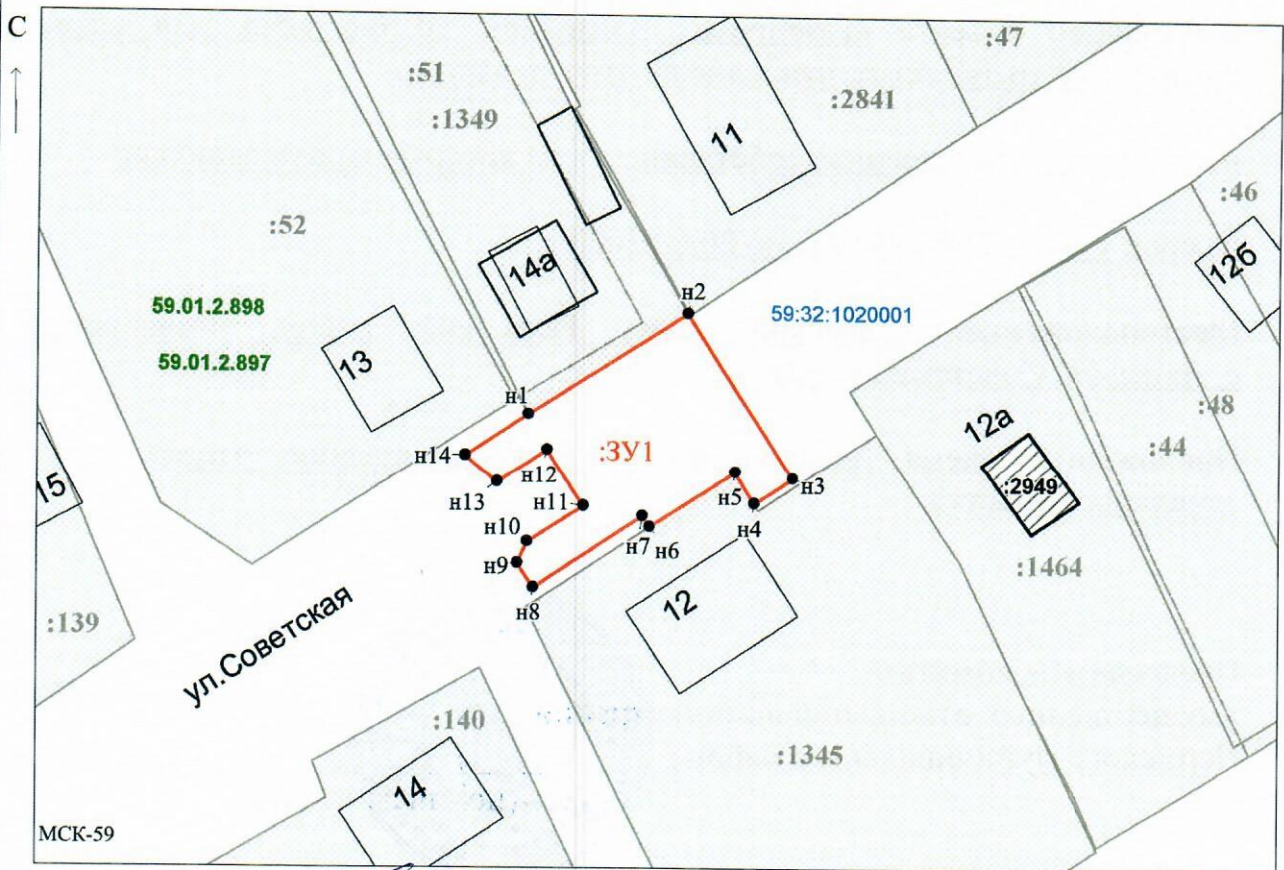 С
:47
:51
:1349
:2841
11
:46
:52
12б
14а
59.01.2.898
н2
59:32:1020001
59.01.2.897
13
н1
:48
12а
:44
н14
н12
:ЗУ1
15
н13
н5
н3
:2949
н11
н4
н10
н7
н6
н9
:1464
н8
:139
12
ул.Советская
:140
:1345
14
МСК-59